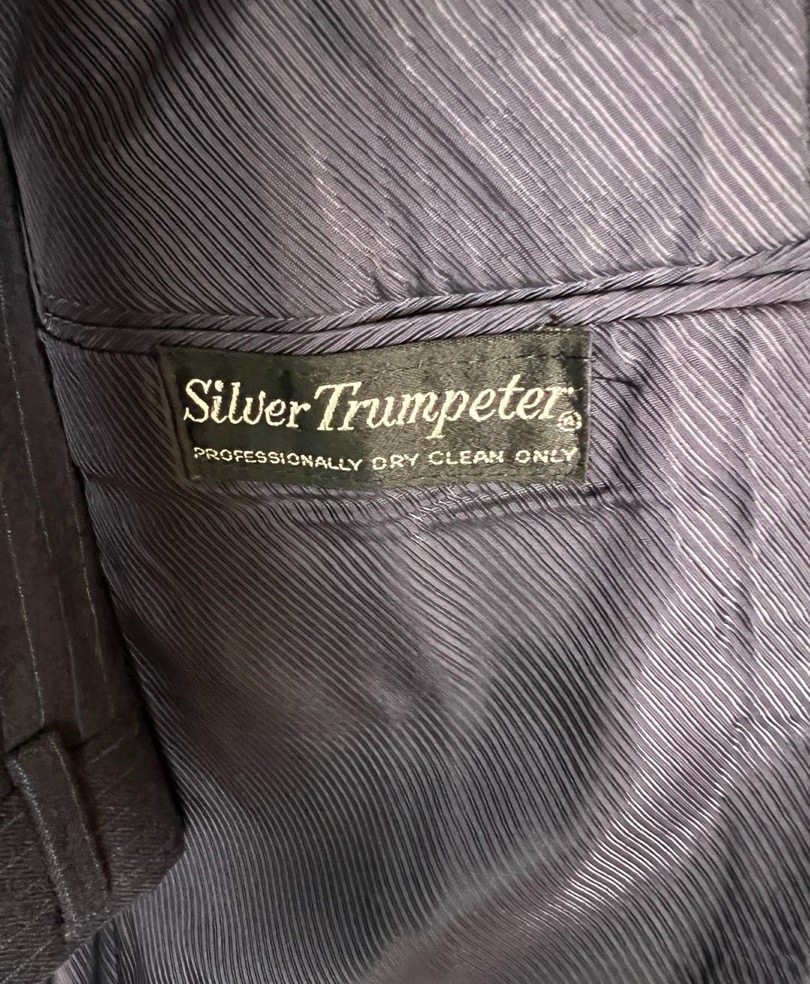 Silver Trumpeter®
PROFESSIONALLY DRY CLEAN ONLY